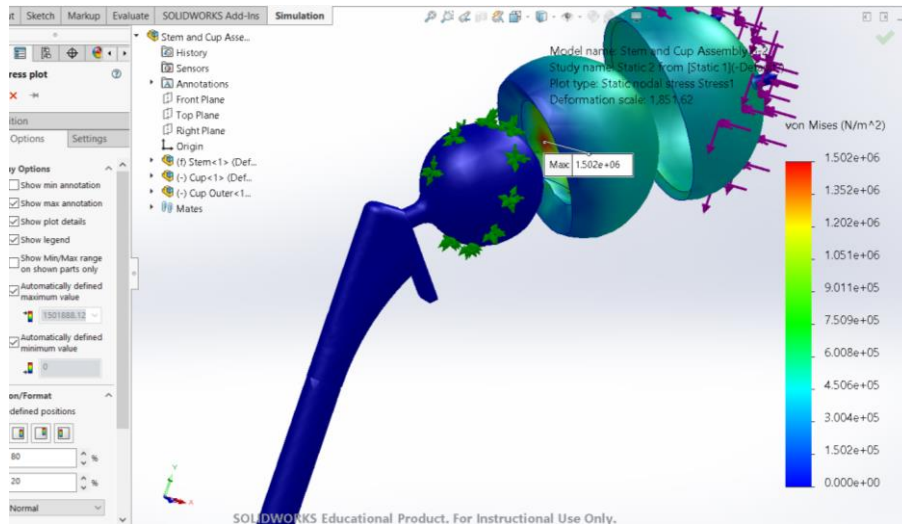 Sketch Markup Evaluate SOLIDWORKS Add-Ins Simulation
Stem and Cup Asse...
History
Sensors
Annotations
Front Plane
Top Plane
Right Plane
Origin
(f) Stem<1> (Def...
(-) Cup<1> (Def...
(-) Cup Outer<1...
Mates
ress plot
ition
Options Settings
ay Options
Show min annotation
Show max annotation
Show plot details
Show legend
Show Min/Max range
on shown parts only
Automatically defined
maximum value
1501688.12
Automatically defined
minimum value
0
on/Format
defined positions
80 %
20 %
Normal
Model name: Stem and Cup Assembly
Study name: Static 2 from [Static 1]
Plot type: Static nodal stress Stress1
Deformation scale: 1,851.62
Max: 1.502e+06
von Mises (N/m^2)
1.502e+06
1.352e+06
1.202e+06
1.051e+06
9.011e+05
7.509e+05
6.008e+05
4.506e+05
3.004e+05
1.502e+05
0.000e+00
Y
X
SOLIDWORKS Educational Product. For Instructional Use Only.